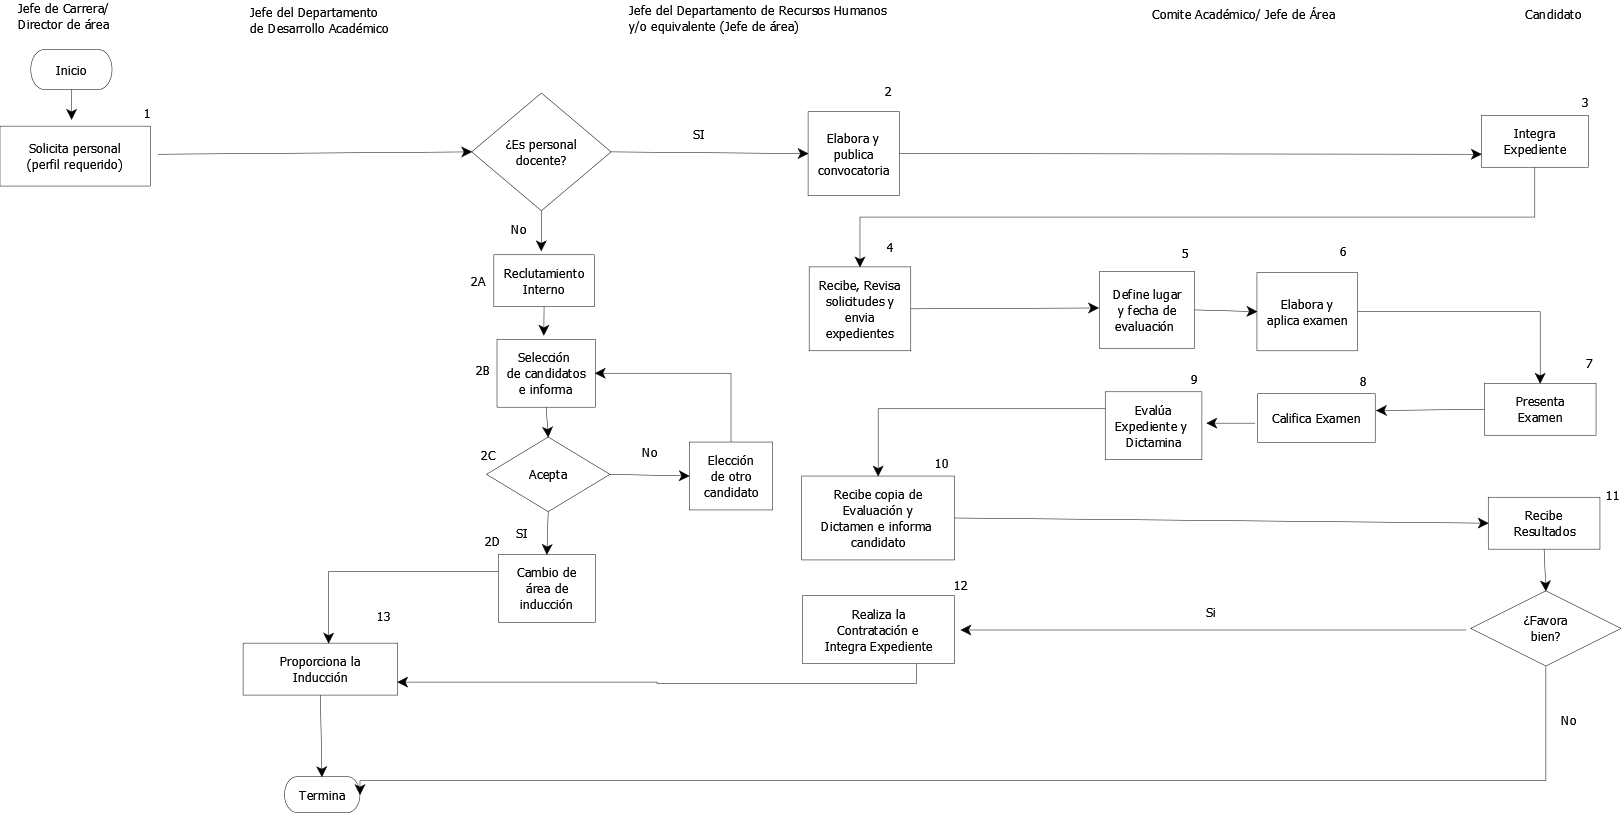 Jefe de Carrera/
Director de área
Jefe del Departamento
de Desarrollo Académico
Jefe del Departamento de Recursos Humanos
y/o equivalente (Jefe de área)
Comite Académico/ Jefe de Área
Candidato
Inicio
1
Solicita personal
(perfil requerido)
¿Es personal
docente?
SI
2
Elabora y
publica
convocatoria
3
Integra
Expediente
No
2A
Reclutamiento
Interno
4
Recibe, Revisa
solicitudes y
envia
expedientes
5
Define lugar
y fecha de
evaluación
6
Elabora y
aplica examen
2B
Selección
de candidatos
e informa
7
Presenta
Examen
8
Califica Examen
9
Evalúa
Expediente y
Dictamina
2C
Acepta
No
Elección
de otro
candidato
10
Recibe copia de
Evaluación y
Dictamen e informa
candidato
11
Recibe
Resultados
SI
2D
Cambio de
área de
inducción
12
Realiza la
Contratación e
Integra Expediente
Si
¿Favora
bien?
13
Proporciona la
Inducción
No
Termina